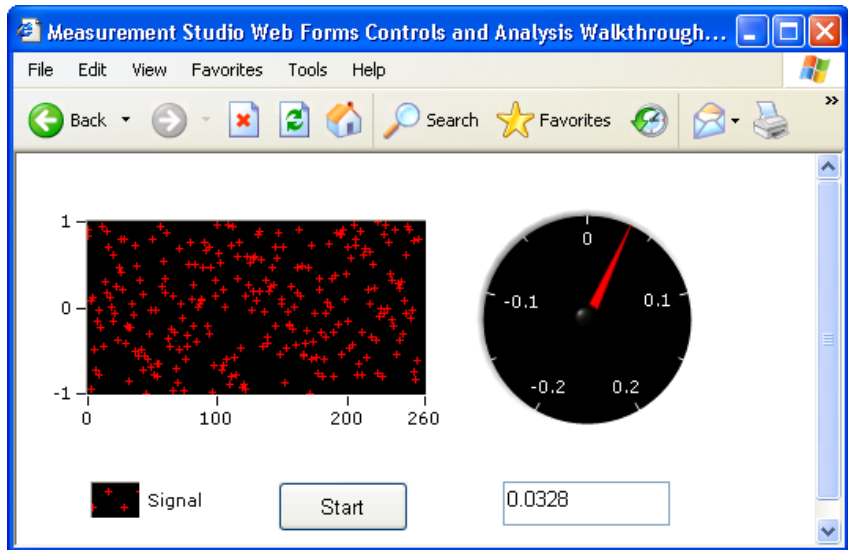 Measurement Studio Web Forms Controls and Analysis Walkthrough...
File Edit View Favorites Tools Help
Back Search Favorites »
1
0
-1
0 100 200 260
0
-0.1 0.1
-0.2 0.2
Signal
Start
0.0328